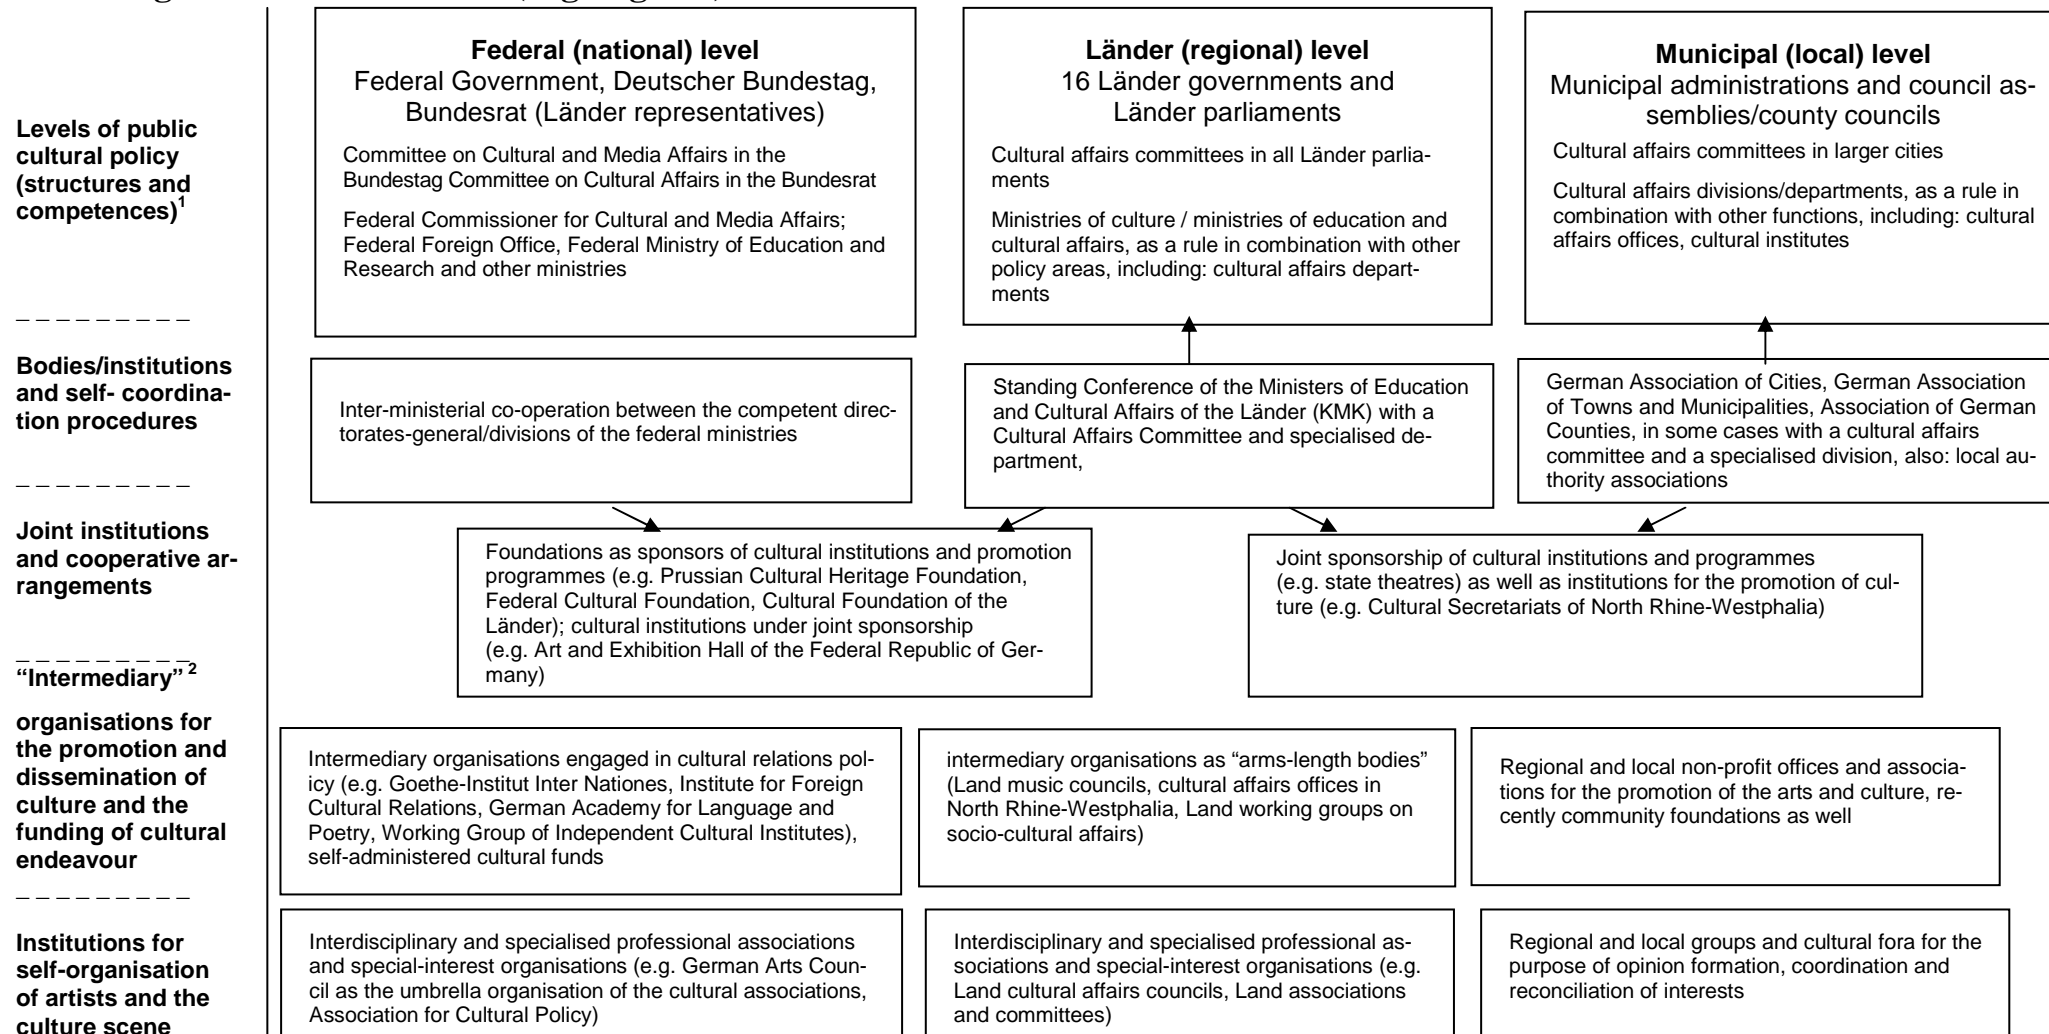 Levels of public
cultural policy
(structures and
competences)1
Federal (national) level
Federal Government, Deutscher Bundestag,
Bundesrat (Länder representatives)
Committee on Cultural and Media Affairs in the
Bundestag Committee on Cultural Affairs in the Bundesrat
Federal Commissioner for Cultural and Media Affairs;
Federal Foreign Office, Federal Ministry of Education and
Research and other ministries
Länder (regional) level
16 Länder governments and
Länder parliaments
Cultural affairs committees in all Länder parlia-
ments
Ministries of culture / ministries of education and
cultural affairs, as a rule in combination with other
policy areas, including: cultural affairs depart-
ments
Municipal (local) level
Municipal administrations and council as-
semblies/county councils
Cultural affairs committees in larger cities
Cultural affairs divisions/departments, as a rule in
combination with other functions, including: cultural
affairs offices, cultural institutes
_ _ _ _ _ _ _ _ _
Bodies/institutions
and self- coordina-
tion procedures
Inter-ministerial co-operation between the competent direc-
torates-general/divisions of the federal ministries
Standing Conference of the Ministers of Education
and Cultural Affairs of the Länder (KMK) with a
Cultural Affairs Committee and specialised de-
partment,
German Association of Cities, German Association
of Towns and Municipalities, Association of German
Counties, in some cases with a cultural affairs
committee and a specialised division, also: local au-
thority associations
_ _ _ _ _ _ _ _ _
Joint institutions
and cooperative ar-
rangements
Foundations as sponsors of cultural institutions and promotion
programmes (e.g. Prussian Cultural Heritage Foundation,
Federal Cultural Foundation, Cultural Foundation of the
Länder); cultural institutions under joint sponsorship
(e.g. Art and Exhibition Hall of the Federal Republic of Ger-
many)
Joint sponsorship of cultural institutions and programmes
(e.g. state theatres) as well as institutions for the promotion of cul-
ture (e.g. Cultural Secretariats of North Rhine-Westphalia)
_ _ _ _ _ _ _ _ _
“Intermediary” 2
organisations for
the promotion and
dissemination of
culture and the
funding of cultural
endeavour
Intermediary organisations engaged in cultural relations pol-
icy (e.g. Goethe-Institut Inter Nationes, Institute for Foreign
Cultural Relations, German Academy for Language and
Poetry, Working Group of Independent Cultural Institutes),
self-administered cultural funds
intermediary organisations as “arms-length bodies”
(Land music councils, cultural affairs offices in
North Rhine-Westphalia, Land working groups on
socio-cultural affairs)
Regional and local non-profit offices and associa-
tions for the promotion of the arts and culture, re-
cently community foundations as well
_ _ _ _ _ _ _ _ _
Institutions for
self-organisation
of artists and the
culture scene
Interdisciplinary and specialised professional associations
and special-interest organisations (e.g. German Arts Coun-
cil as the umbrella organisation of the cultural associations,
Association for Cultural Policy)
Interdisciplinary and specialised professional as-
sociations and special-interest organisations (e.g.
Land cultural affairs councils, Land associations
and committees)
Regional and local groups and cultural fora for the
purpose of opinion formation, coordination and
reconciliation of interests